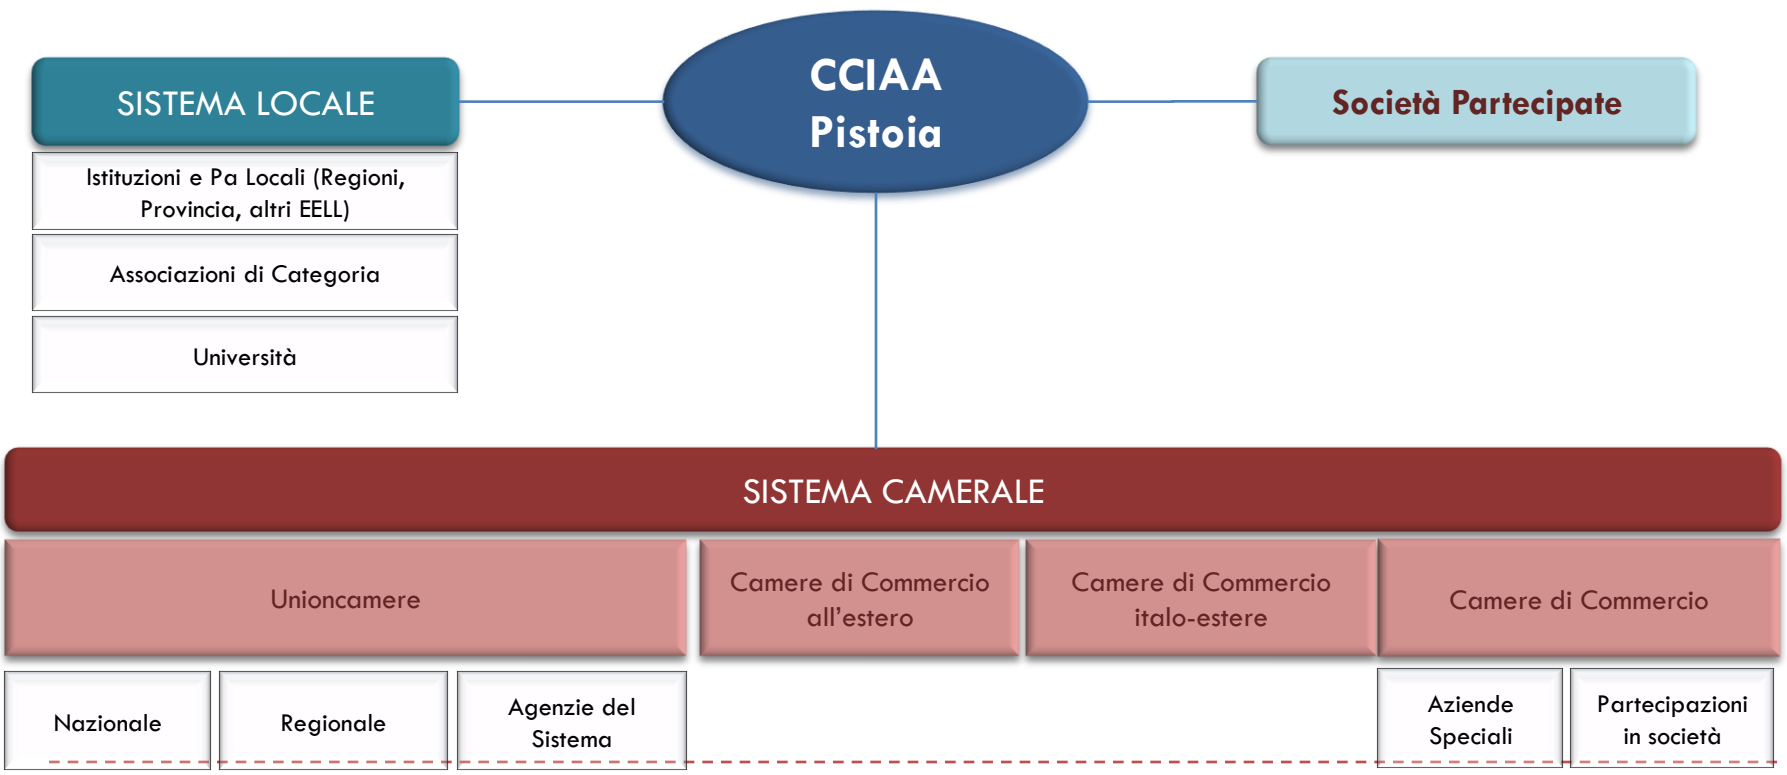 CCIAA
Pistoia
SISTEMA LOCALE
Società Partecipate
Istituzioni e Pa Locali (Regioni,
Provincia, altri EELL)
Associazioni di Categoria
Università
SISTEMA CAMERALE
Unioncamere
Camere di Commercio
all’estero
Camere di Commercio
italo-estere
Camere di Commercio
Nazionale
Regionale
Agenzie del
Sistema
Aziende
Speciali
Partecipazioni
in società